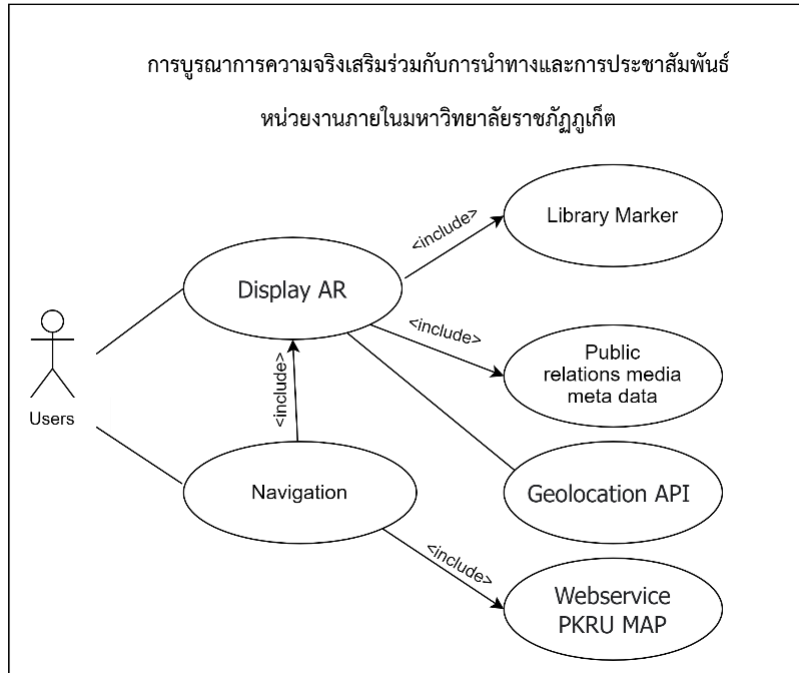 การบูรณาการความจริงเสริมร่วมกับการนำทางและการประชาสัมพันธ์
หน่วยงานภายในมหาวิทยาลัยราชภัฏภูเก็ต
Library Marker
<include>
Display AR
<include>
Public
relations media
meta data
<include>
Users
Navigation
Geolocation API
<include>
Webservice
PKRU MAP